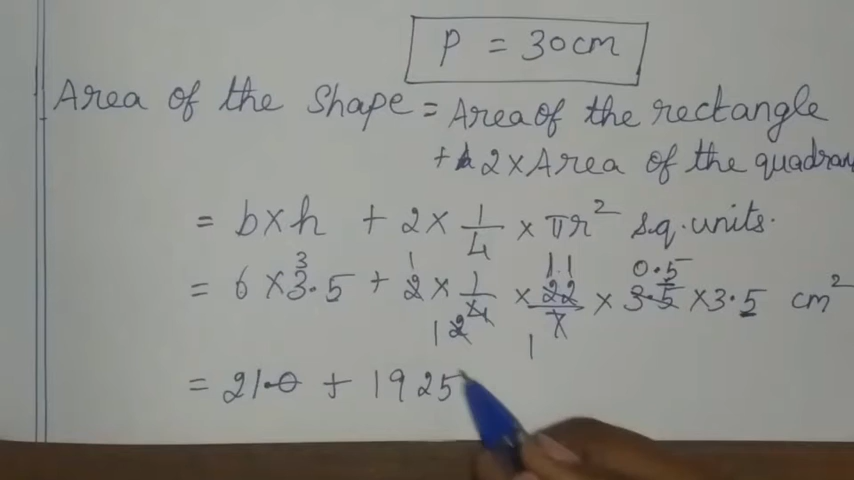 P = 30cm
Area of the Shape = Area of the rectangle
+ 2 × Area of the quadran
= b × h + 2 × 1/4 × πr² sq. units.
= 6 × 3.5 + 2 × 1/4 × 22/7 × 3.5 × 3.5 cm²
= 21.0 + 1925